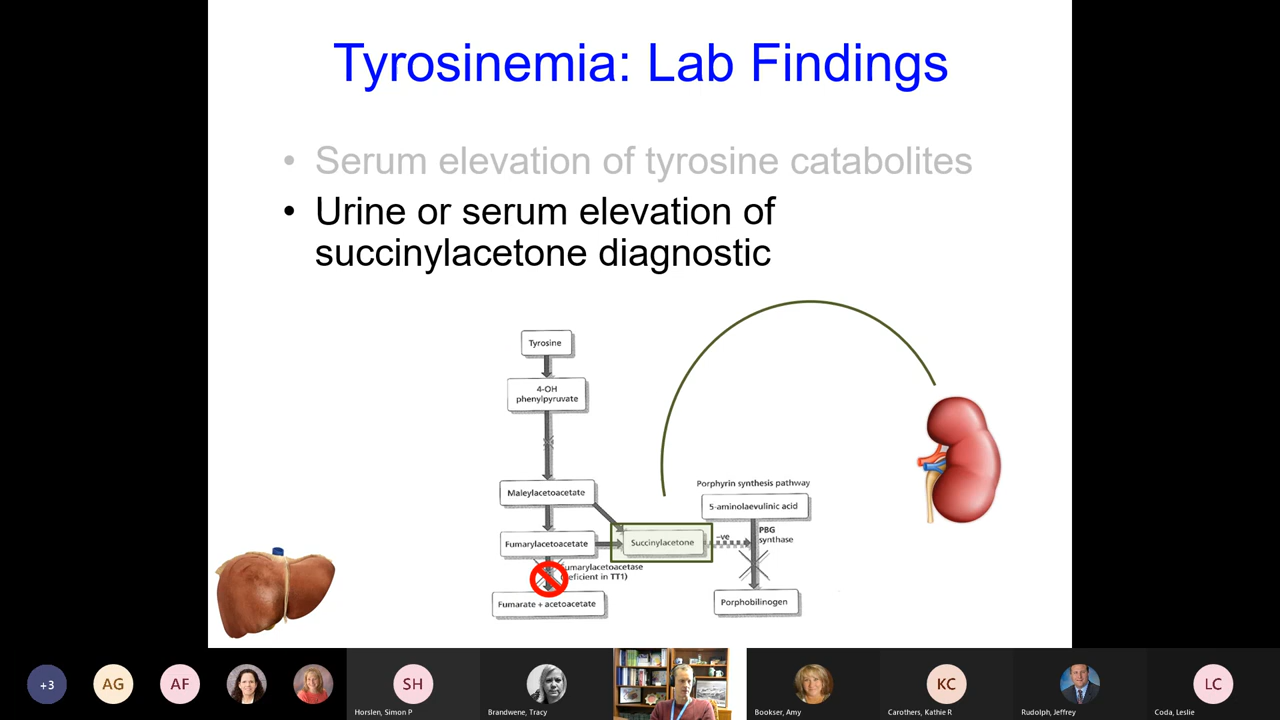 Tyrosinemia: Lab Findings
• Serum elevation of tyrosine catabolites
• Urine or serum elevation of
succinylacetone diagnostic
Tyrosine
4-OH
phenylpyruvate
Maleylacetoacetate
Porphyrin synthesis pathway
5-aminolaevulinic acid
Fumarylacetoacetate
Succinylacetone
–ve
PBG
synthase
fumarylacetoacetase
(deficient in TT1)
Fumarate + acetoacetate
Porphobilinogen
+3
AG
AF
SH
KC
LC
Horslen, Simon P
Brandwene, Tracy
Bookser, Amy
Carothers, Kathie R
Rudolph, Jeffrey
Coda, Leslie